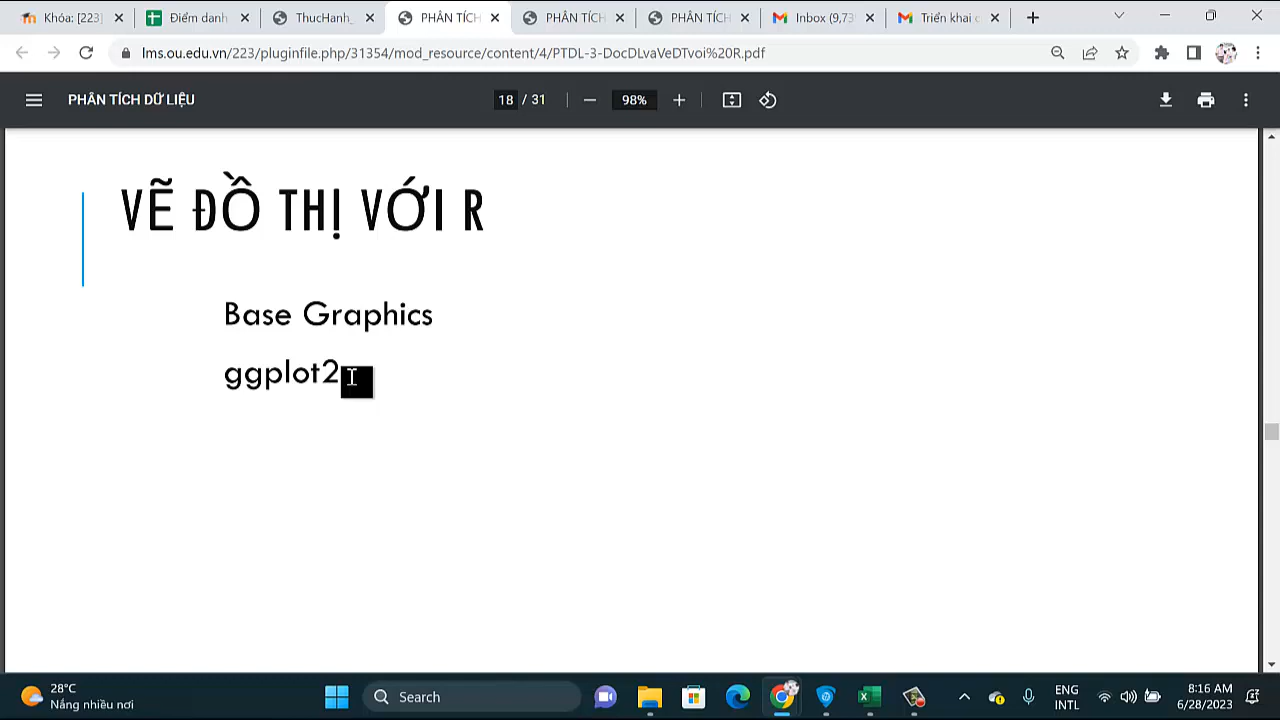 Khóa: [223]
Điểm danh
ThucHanh_
PHÂN TÍCH
PHÂN TÍCH
PHÂN TÍCH
Inbox (9,73
Triển khai c
lms.ou.edu.vn/223/pluginfile.php/31354/mod_resource/content/4/PTDL-3-DocDLvaVeDTvoi%20R.pdf
PHÂN TÍCH DỮ LIỆU
18 / 31
98%
VẼ ĐỒ THỊ VỚI R
Base Graphics
ggplot2
28°C
Nắng nhiều nơi
Search
ENG
INTL
8:16 AM
6/28/2023